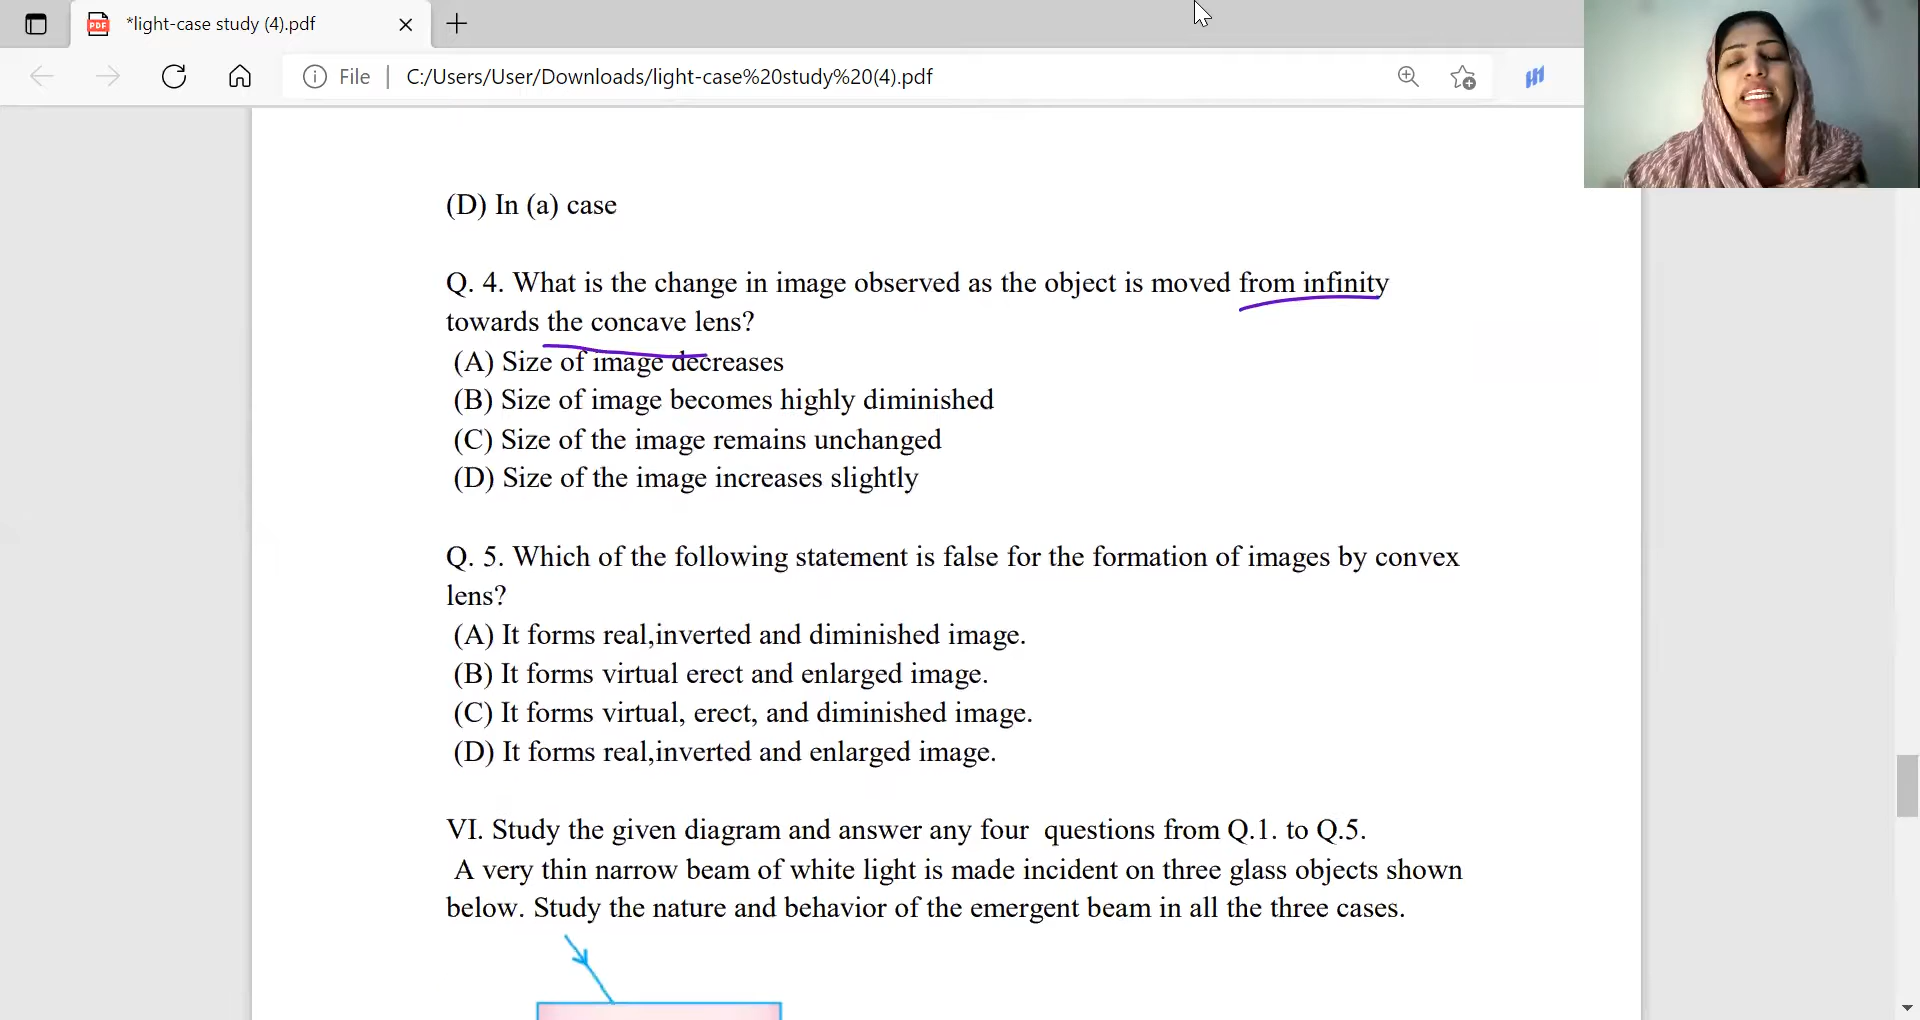 *light-case study (4).pdf
File C:/Users/User/Downloads/light-case%20study%20(4).pdf
(D) In (a) case
Q. 4. What is the change in image observed as the object is moved from infinity
towards the concave lens?
(A) Size of image decreases
(B) Size of image becomes highly diminished
(C) Size of the image remains unchanged
(D) Size of the image increases slightly
Q. 5. Which of the following statement is false for the formation of images by convex
lens?
(A) It forms real,inverted and diminished image.
(B) It forms virtual erect and enlarged image.
(C) It forms virtual, erect, and diminished image.
(D) It forms real,inverted and enlarged image.
VI. Study the given diagram and answer any four questions from Q.1. to Q.5.
A very thin narrow beam of white light is made incident on three glass objects shown
below. Study the nature and behavior of the emergent beam in all the three cases.